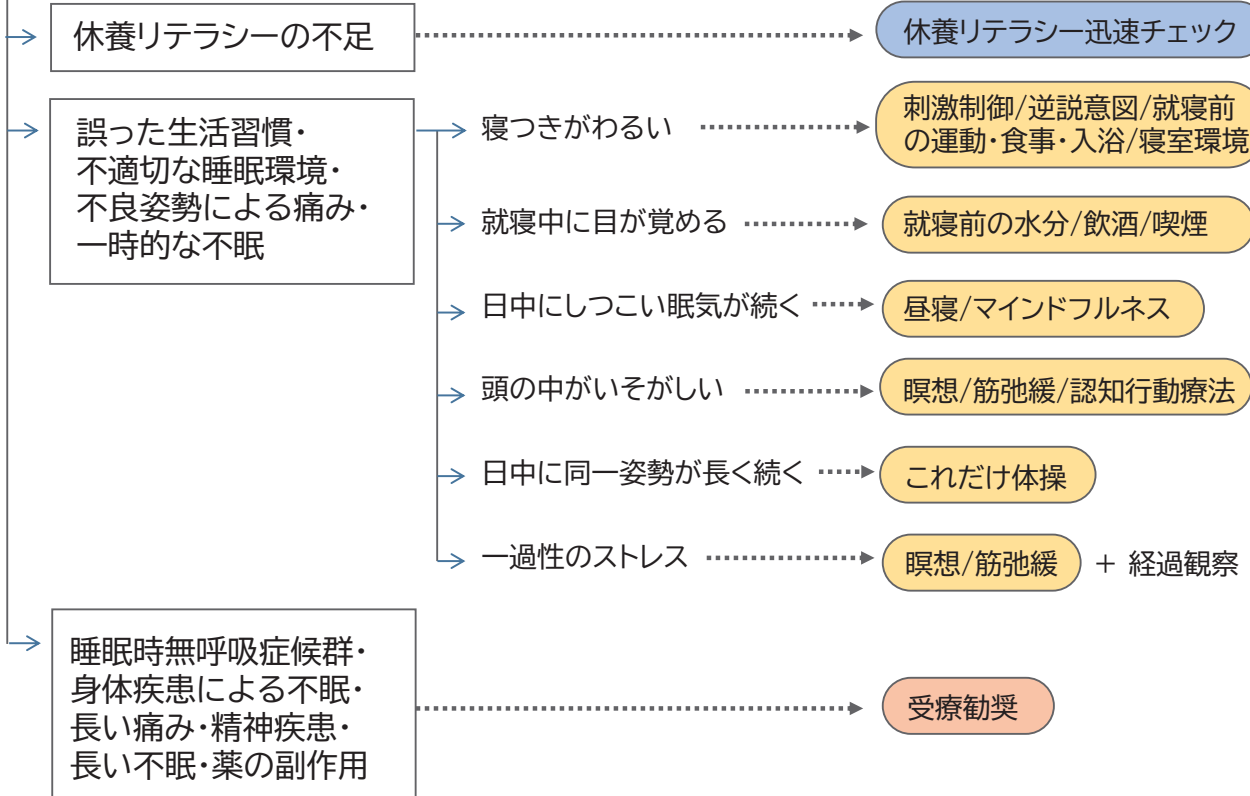 休養リテラシーの不足
休養リテラシー迅速チェック
誤った生活習慣・
不適切な睡眠環境・
不良姿勢による痛み・
一時的な不眠
寝つきがわるい
刺激制御/逆説意図/就寝前
の運動・食事・入浴/寝室環境
就寝中に目が覚める
就寝前の水分/飲酒/喫煙
日中にしつこい眠気が続く
昼寝/マインドフルネス
頭の中がいそがしい
瞑想/筋弛緩/認知行動療法
日中に同一姿勢が長く続く
これだけ体操
一過性のストレス
瞑想/筋弛緩 + 経過観察
睡眠時無呼吸症候群・
身体疾患による不眠・
長い痛み・精神疾患・
長い不眠・薬の副作用
受療勧奨